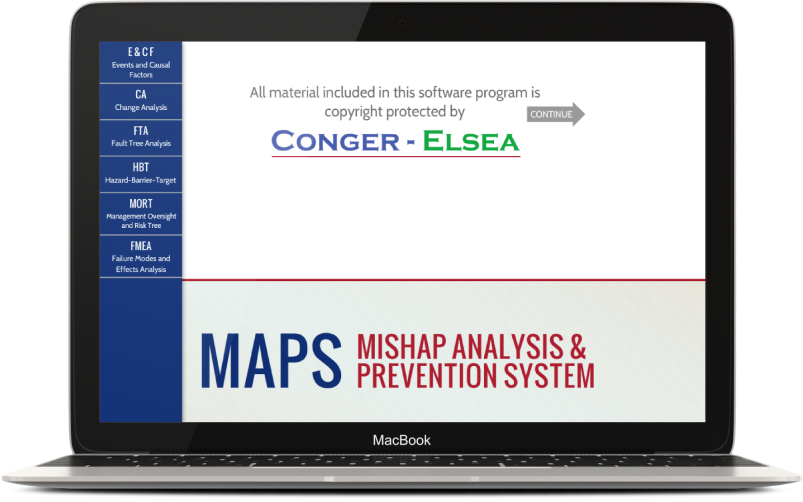 E & C F
Events and Causal
Factors
CA
Change Analysis
FTA
Fault Tree Analysis
HBT
Hazard-Barrier-Target
MORT
Management Oversight
and Risk Tree
FMEA
Failure Modes and
Effects Analysis
All material included in this software program is
copyright protected by
CONTINUE
CONGER - ELSEA
MAPS
MISHAP ANALYSIS &
PREVENTION SYSTEM
MacBook